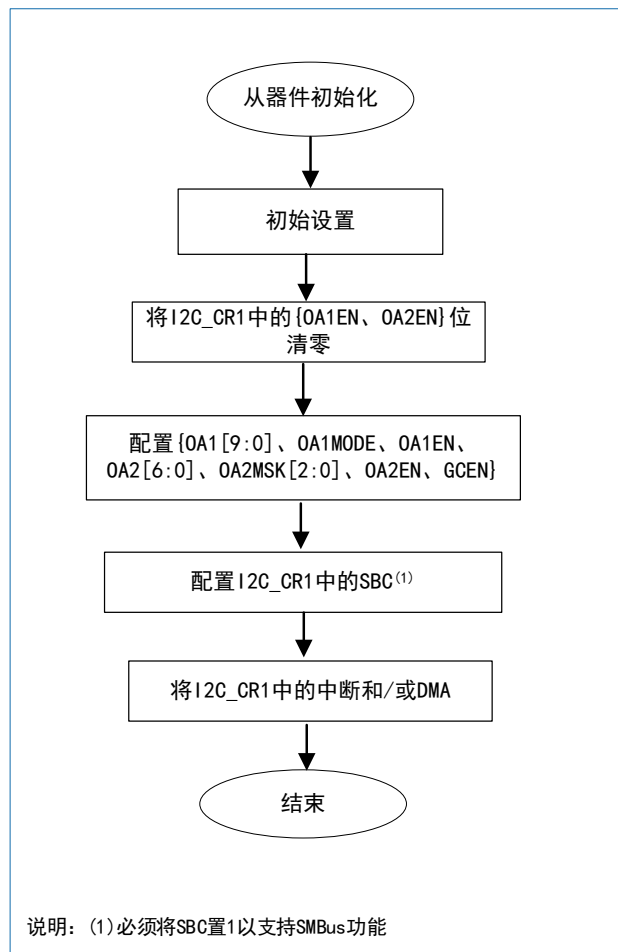 从器件初始化
初始设置
将I2C_CR1中的{OA1EN、OA2EN}位
清零
配置{OA1[9:0]、OA1MODE、OA1EN、
OA2[6:0]、OA2MSK[2:0]、OA2EN、GCEN}
配置I2C_CR1中的SBC⁽¹⁾
将I2C_CR1中的中断和/或DMA
结束
说明：(1)必须将SBC置1以支持SMBus功能